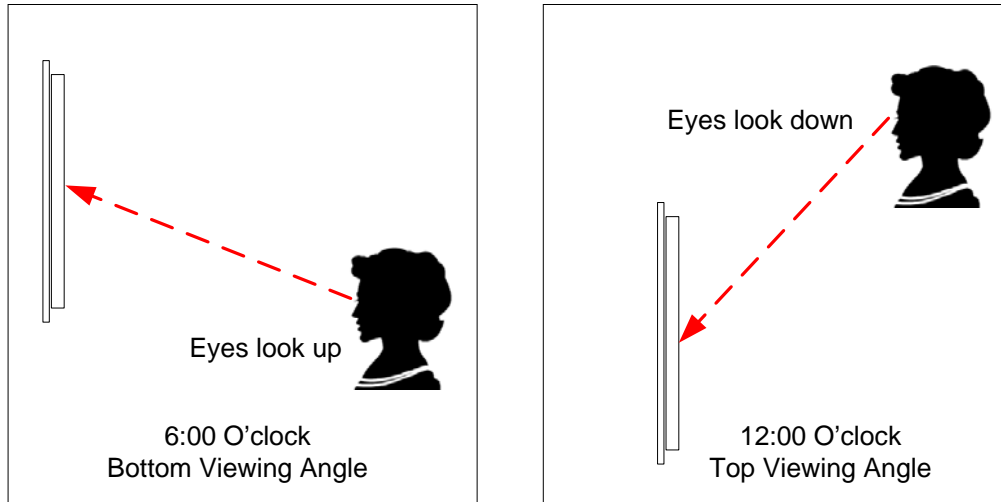 Eyes look up
6:00 O'clock
Bottom Viewing Angle
Eyes look down
12:00 O'clock
Top Viewing Angle